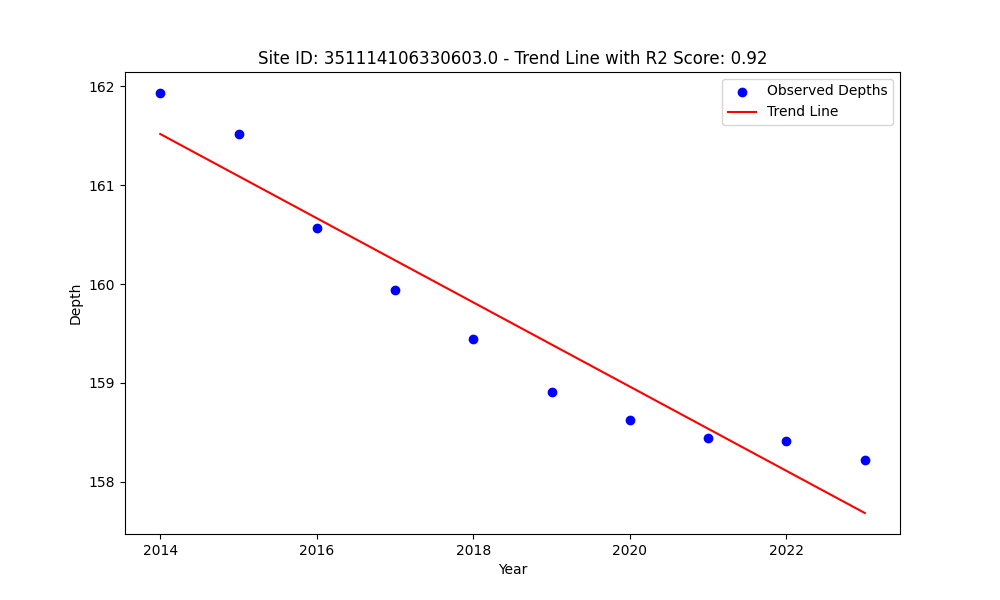 Site ID: 351114106330603.0 - Trend Line with R2 Score: 0.92
Observed Depths
Trend Line
162
161
160
159
158
Depth
2014
2016
2018
2020
2022
Year